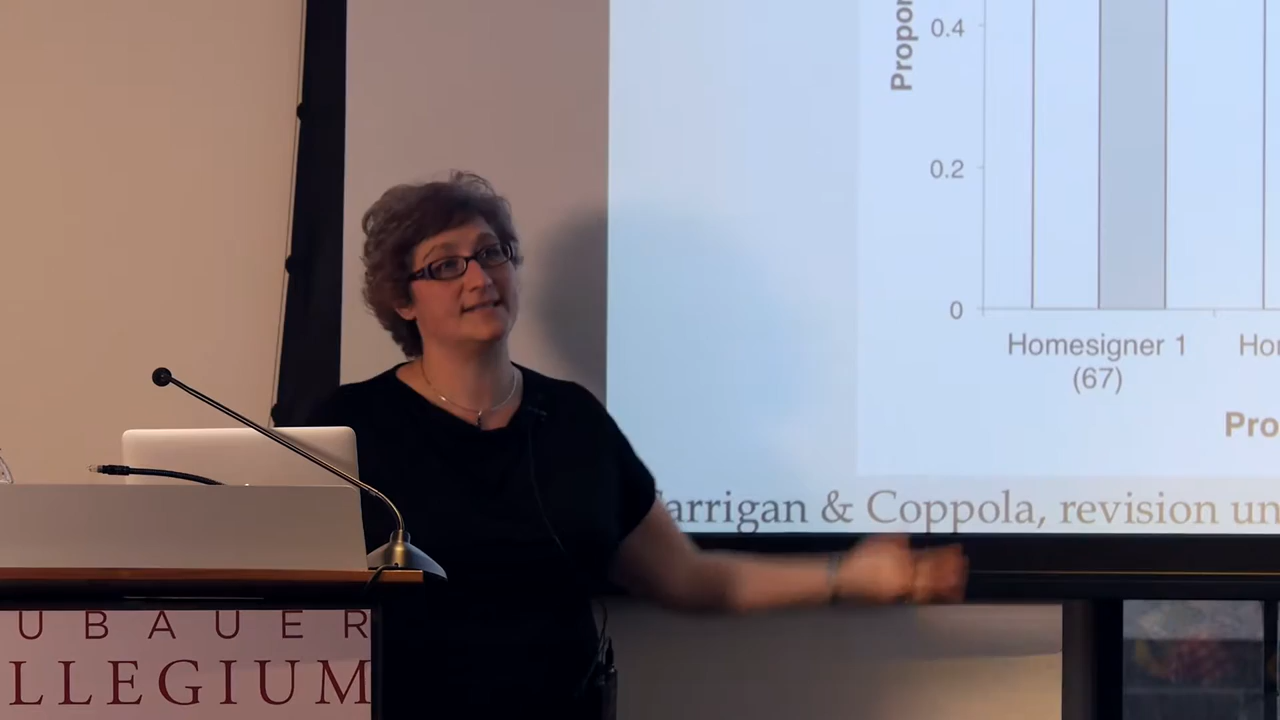 Propor
0.4
0.2
0
Homesigner 1
(67)
Hor
Pro
arrigan & Coppola, revision un
UBAUER
LLEGIUM